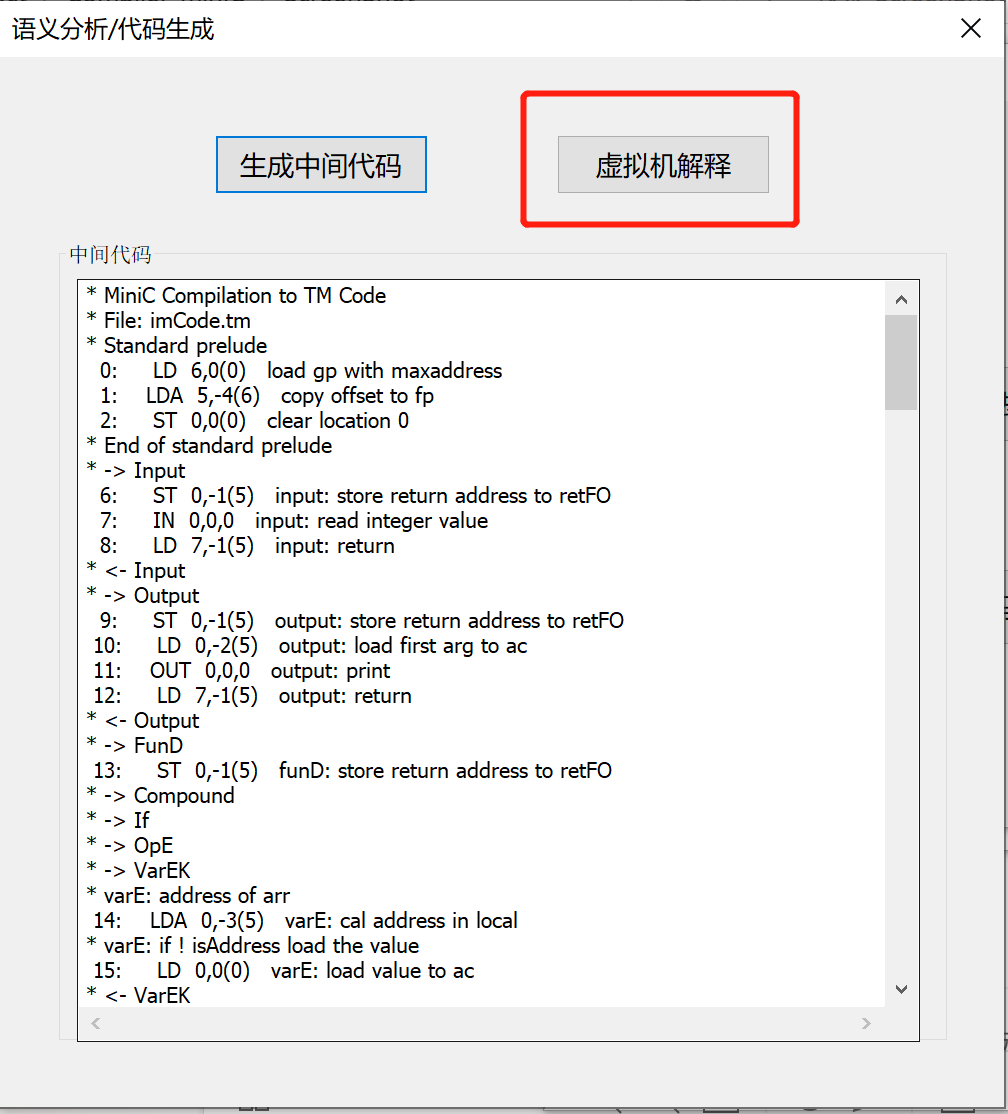 语义分析/代码生成
生成中间代码
虚拟机解释
中间代码
* MiniC Compilation to TM Code
* File: imCode.tm
* Standard prelude
0: LD 6,0(0) load gp with maxaddress
1: LDA 5,-4(6) copy offset to fp
2: ST 0,0(0) clear location 0
* End of standard prelude
* -> Input
6: ST 0,-1(5) input: store return address to retFO
7: IN 0,0,0 input: read integer value
8: LD 7,-1(5) input: return
* <- Input
* -> Output
9: ST 0,-1(5) output: store return address to retFO
10: LD 0,-2(5) output: load first arg to ac
11: OUT 0,0,0 output: print
12: LD 7,-1(5) output: return
* <- Output
* -> FunD
13: ST 0,-1(5) funD: store return address to retFO
* -> Compound
* -> If
* -> OpE
* -> VarEK
* varE: address of arr
14: LDA 0,-3(5) varE: cal address in local
* varE: if ! isAddress load the value
15: LD 0,0(0) varE: load value to ac
* <- VarEK